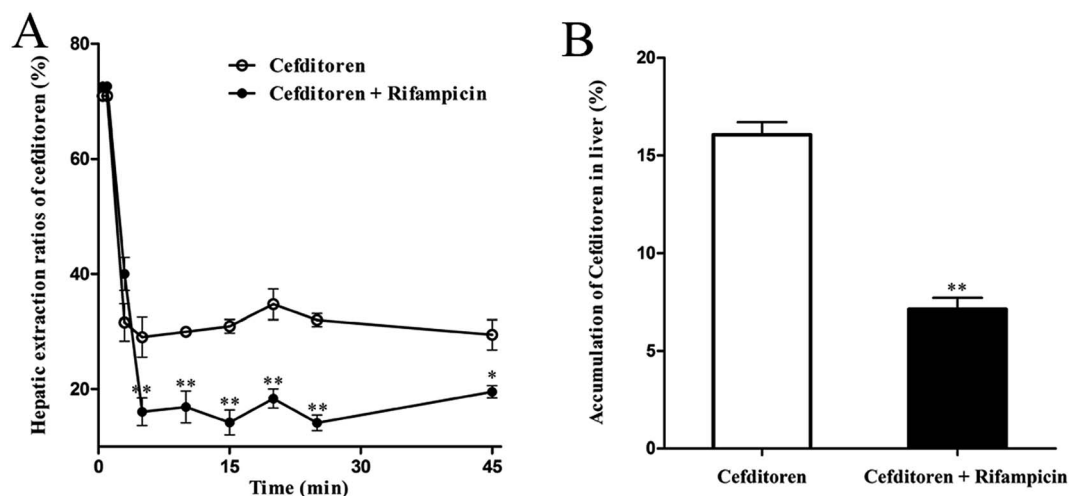 A
Hepatic extraction ratios of cefditoren (%)
80
60
40
20
0
15
30
45
Time (min)
Cefditoren
Cefditoren + Rifampicin
**
**
**
**
**
*
B
Accumulation of Cefditoren in liver (%)
20
15
10
5
0
**
Cefditoren
Cefditoren + Rifampicin